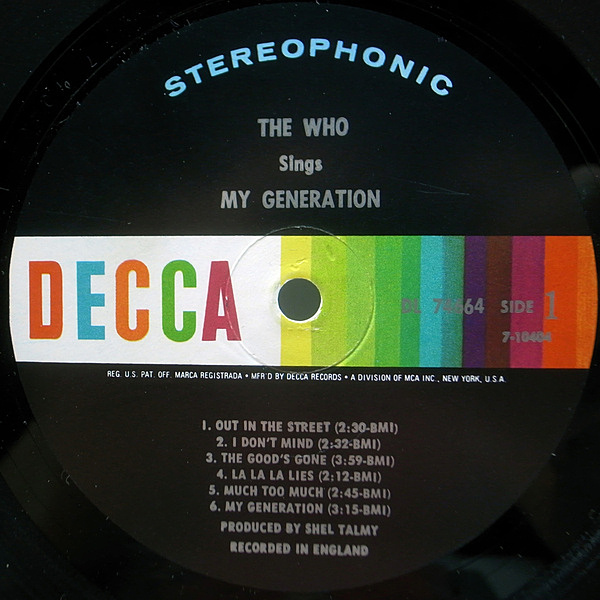 STEREOPHONIC
THE WHO
Sings
MY GENERATION
DECCA
SIDE 1
REG. U.S. PAT. OFF. MARCA REGISTRADA • MFR'D BY DECCA RECORDS • A DIVISION OF MCA INC., NEW YORK, U.S.A.
1. OUT IN THE STREET (2:30-BMI)
2. I DON'T MIND (2:32-BMI)
3. THE GOOD'S GONE (3:59-BMI)
4. LA LA LA LIES (2:12-BMI)
5. MUCH TOO MUCH (2:45-BMI)
6. MY GENERATION (3:15-BMI)
PRODUCED BY SHEL TALMY
RECORDED IN ENGLAND